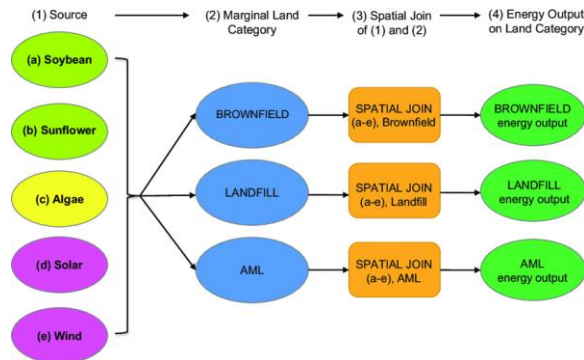 (1) Source
(2) Marginal Land
Category
(3) Spatial Join
of (1) and (2)
(4) Energy Output
on Land Category
(a) Soybean
(b) Sunflower
(c) Algae
(d) Solar
(e) Wind
BROWNFIELD
SPATIAL JOIN
(a-e), Brownfield
BROWNFIELD
energy output
LANDFILL
SPATIAL JOIN
(a-e), Landfill
LANDFILL
energy output
AML
SPATIAL JOIN
(a-e), AML
AML
energy output